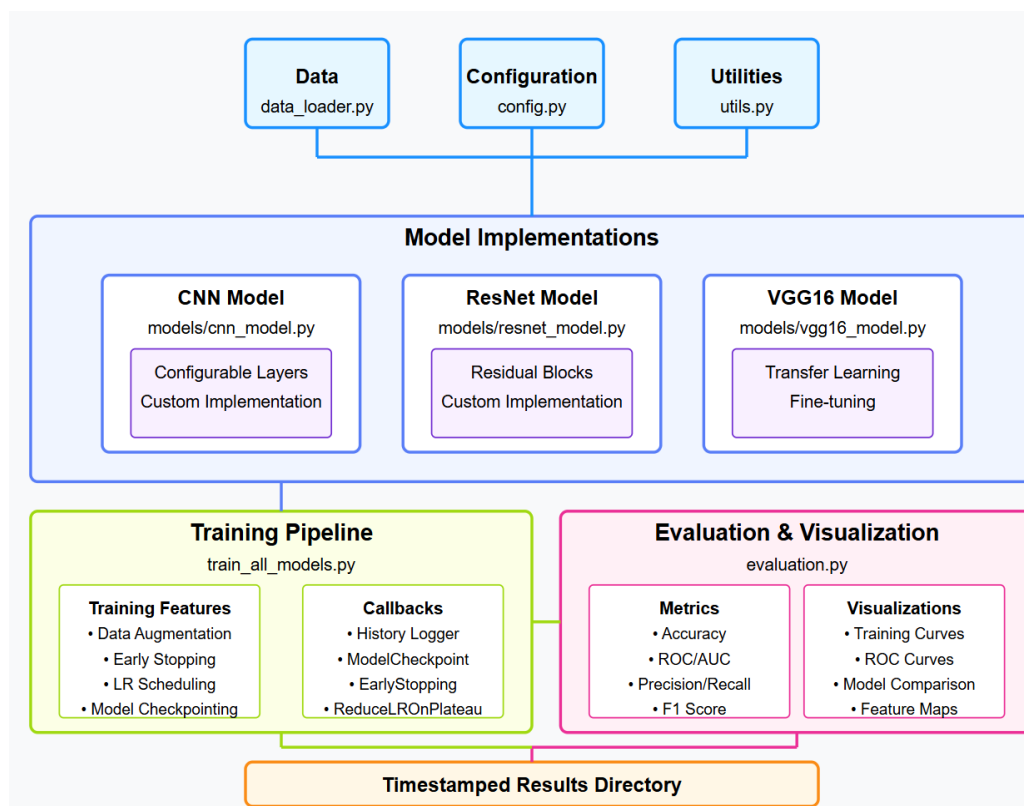 Data
data_loader.py
Configuration
config.py
Utilities
utils.py
Model Implementations
CNN Model
models/cnn_model.py
Configurable Layers
Custom Implementation
ResNet Model
models/resnet_model.py
Residual Blocks
Custom Implementation
VGG16 Model
models/vgg16_model.py
Transfer Learning
Fine-tuning
Training Pipeline
train_all_models.py
Training Features
• Data Augmentation
• Early Stopping
• LR Scheduling
• Model Checkpointing
Callbacks
• History Logger
• ModelCheckpoint
• EarlyStopping
• ReduceLROnPlateau
Evaluation & Visualization
evaluation.py
Metrics
• Accuracy
• ROC/AUC
• Precision/Recall
• F1 Score
Visualizations
• Training Curves
• ROC Curves
• Model Comparison
• Feature Maps
Timestamped Results Directory